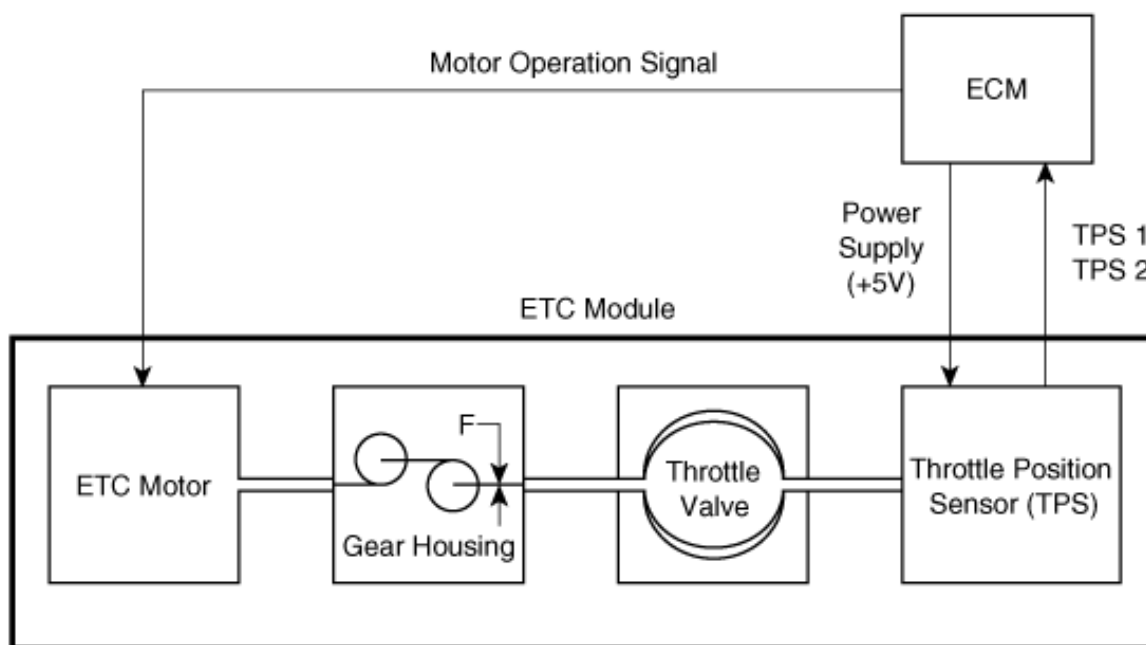 Motor Operation Signal
ECM
Power
Supply
(+5V)
TPS 1
TPS 2
ETC Module
ETC Motor
F
Gear Housing
Throttle
Valve
Throttle Position
Sensor (TPS)